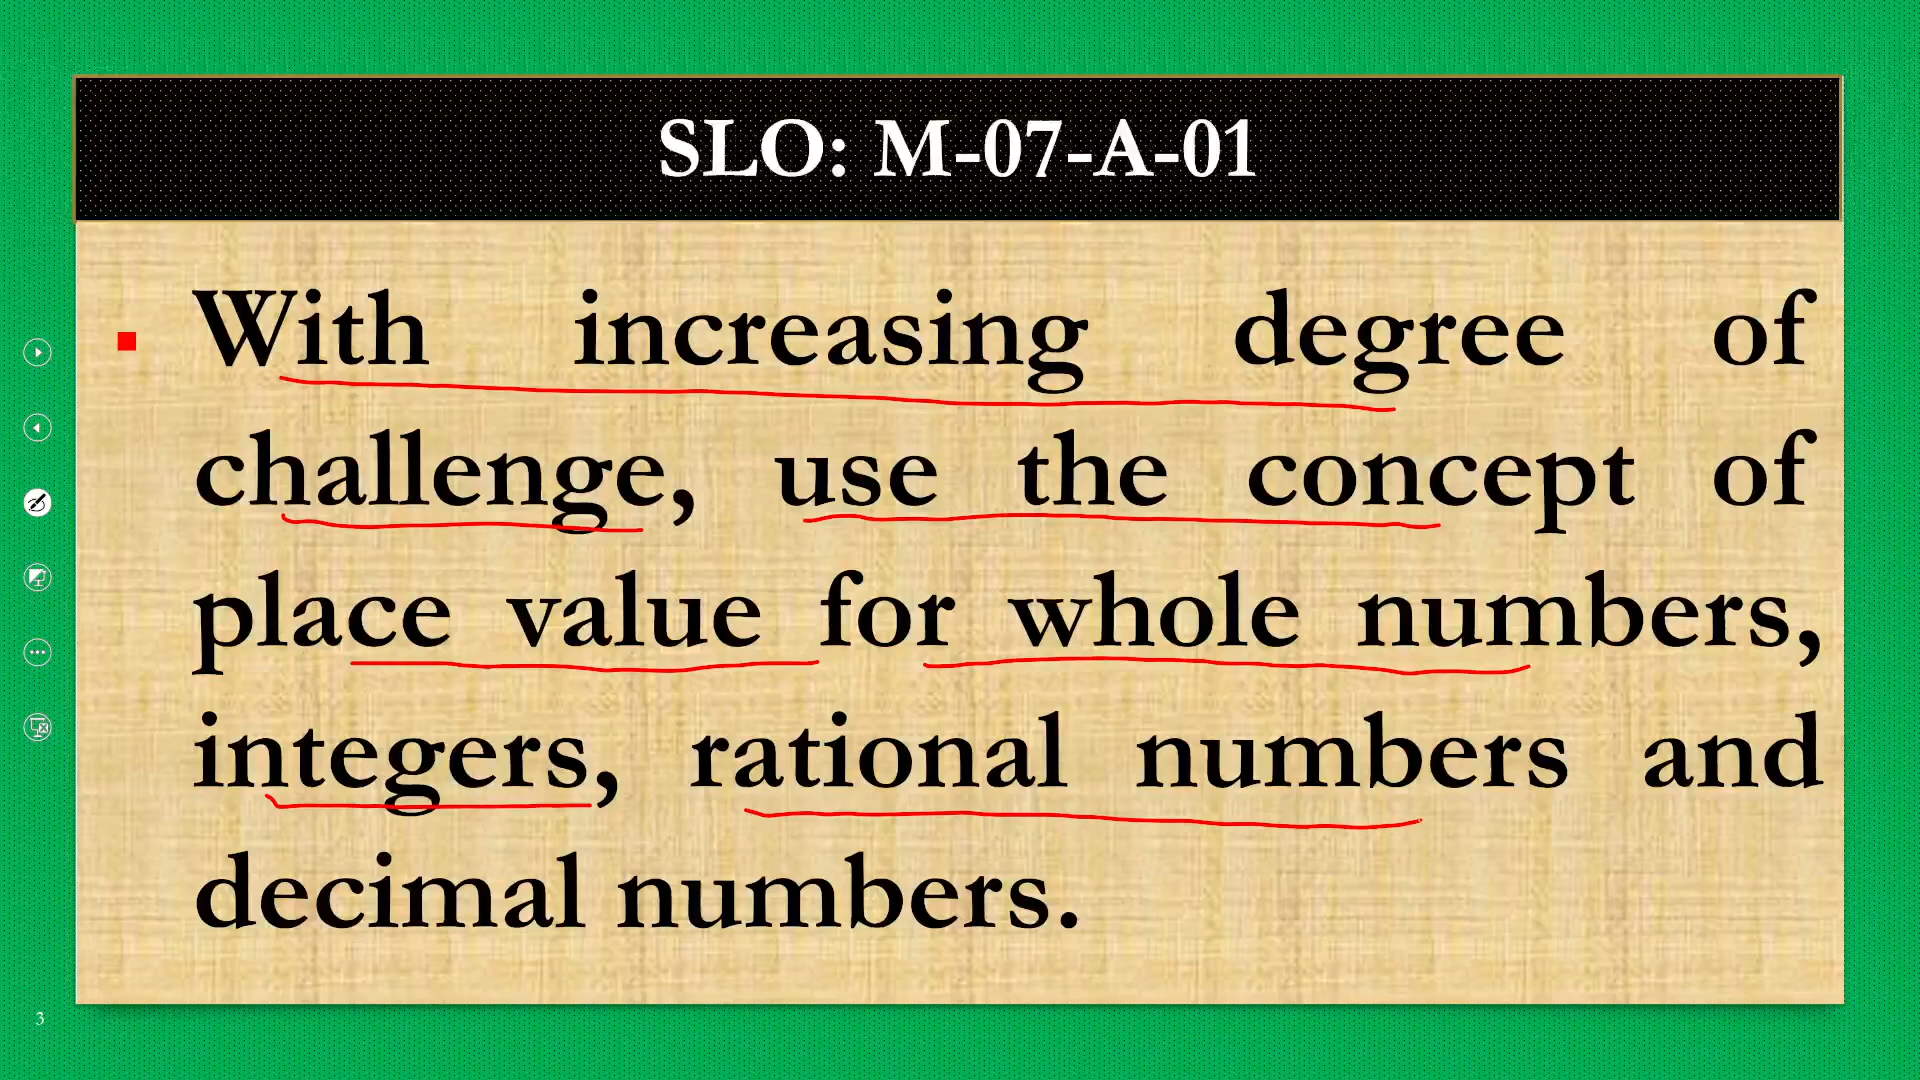 SLO: M-07-A-01
With increasing degree of
challenge, use the concept of
place value for whole numbers,
integers, rational numbers and
decimal numbers.
3